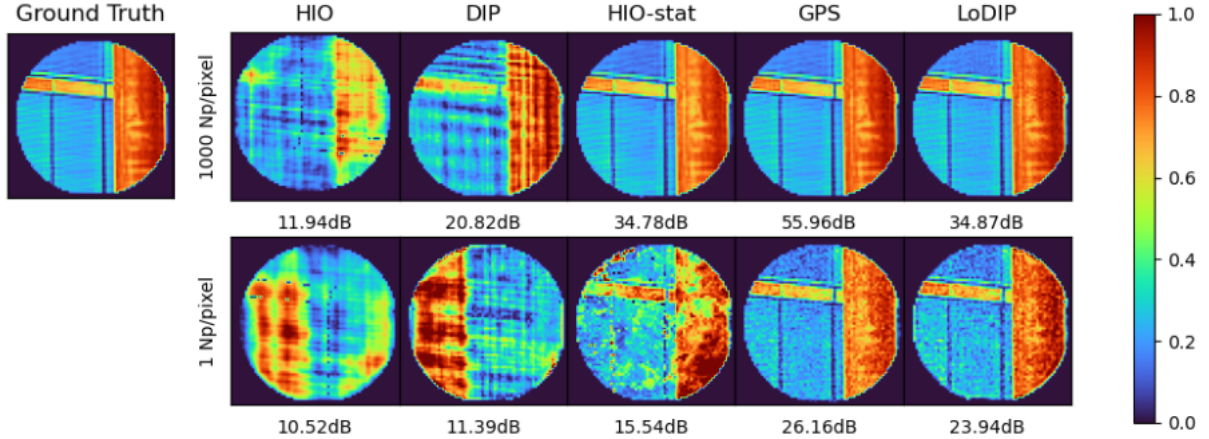 Ground Truth HIO DIP HIO-stat GPS LoDIP
1000 Np/pixel
11.94dB 20.82dB 34.78dB 55.96dB 34.87dB
1 Np/pixel
10.52dB 11.39dB 15.54dB 26.16dB 23.94dB
1.0
0.8
0.6
0.4
0.2
0.0